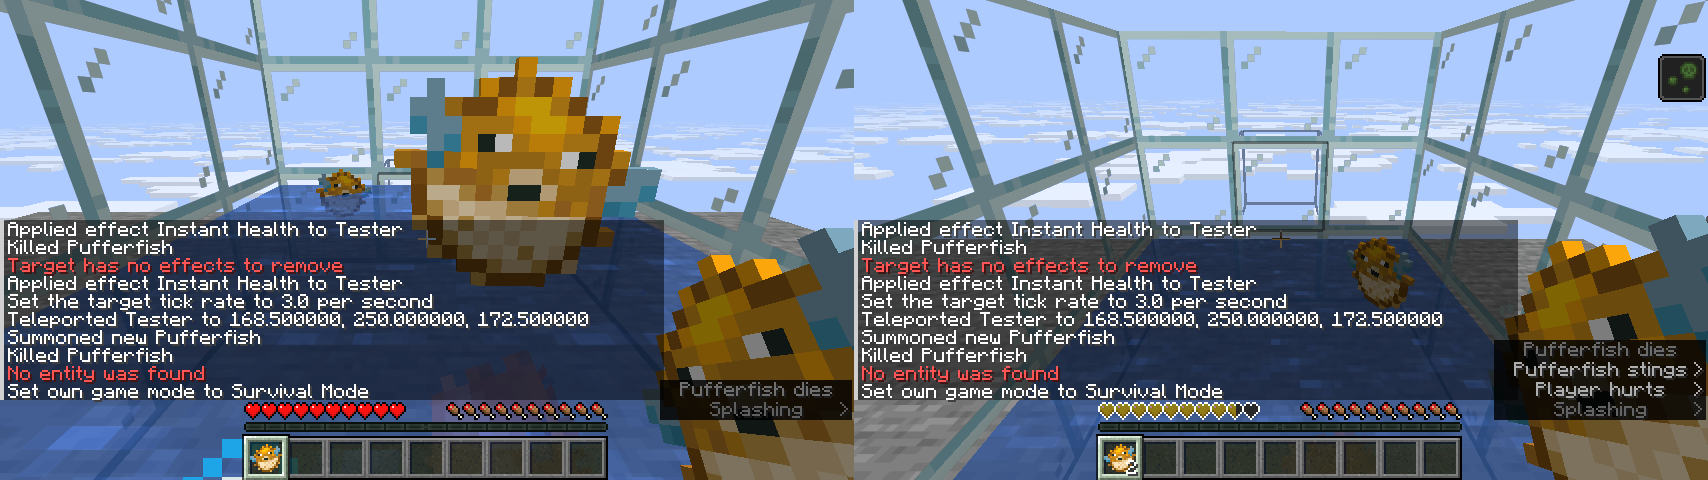 Applied effect Instant Health to Tester
Killed Pufferfish
Target has no effects to remove
Applied effect Instant Health to Tester
Set the target tick rate to 3.0 per second
Teleported Tester to 168.500000, 250.000000, 172.500000
Summoned new Pufferfish
Killed Pufferfish
No entity was found
Set own game mode to Survival Mode
Pufferfish dies
Splashing >
Applied effect Instant Health to Tester
Killed Pufferfish
Target has no effects to remove
Applied effect Instant Health to Tester
Set the target tick rate to 3.0 per second
Teleported Tester to 168.500000, 250.000000, 172.500000
Summoned new Pufferfish
Killed Pufferfish
No entity was found
Set own game mode to Survival Mode
Pufferfish dies
Pufferfish stings >
Player hurts >
Splashing >
2